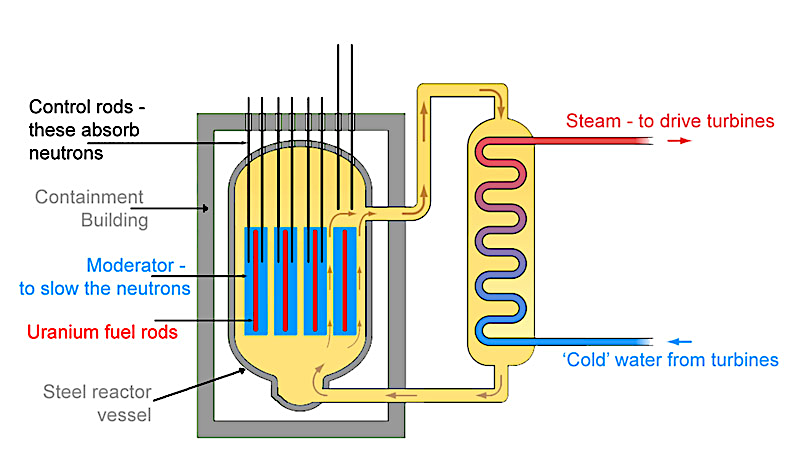 Control rods -
these absorb
neutrons
Containment
Building
Moderator -
to slow the neutrons
Uranium fuel rods
Steel reactor
vessel
Steam - to drive turbines
‘Cold’ water from turbines